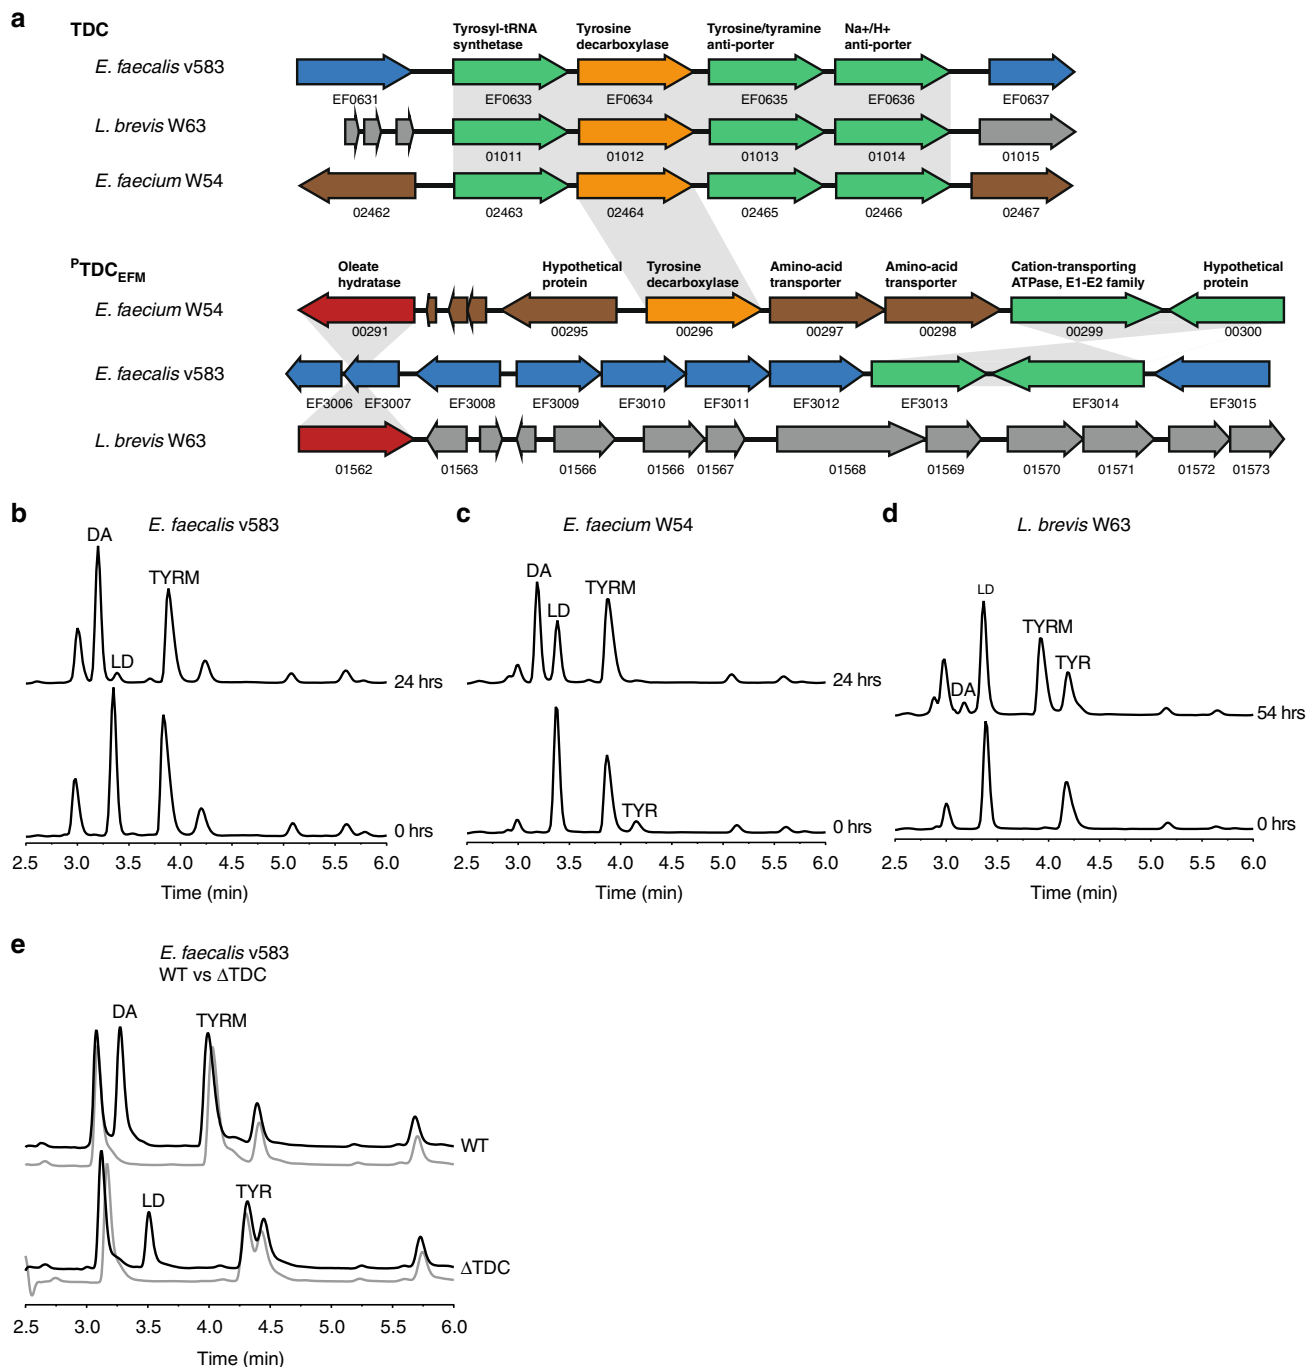 a
TDC
Tyrosyl-tRNA synthetase
Tyrosine decarboxylase
Tyrosine/tyramine anti-porter
Na+/H+ anti-porter
E. faecalis v583
EF0631 EF0633 EF0634 EF0635 EF0636 EF0637
L. brevis W63
01011 01012 01013 01014 01015
E. faecium W54
02462 02463 02464 02465 02466 02467
PTDCEFM
Oleate hydratase
Hypothetical protein
Tyrosine decarboxylase
Amino-acid transporter
Amino-acid transporter
Cation-transporting ATPase, E1-E2 family
Hypothetical protein
E. faecium W54
00291 00295 00296 00297 00298 00299 00300
E. faecalis v583
EF3006 EF3007 EF3008 EF3009 EF3010 EF3011 EF3012 EF3013 EF3014 EF3015
L. brevis W63
01562 01563 01566 01566 01567 01568 01569 01570 01571 01572 01573
b
E. faecalis v583
DA
TYRM
LD
24 hrs
0 hrs
2.5 3.0 3.5 4.0 4.5 5.0 5.5 6.0
Time (min)
c
E. faecium W54
DA
LD
TYRM
24 hrs
TYR
0 hrs
2.5 3.0 3.5 4.0 4.5 5.0 5.5 6.0
Time (min)
d
L. brevis W63
LD
TYRM
TYR
DA
54 hrs
0 hrs
2.5 3.0 3.5 4.0 4.5 5.0 5.5 6.0
Time (min)
e
E. faecalis v583
WT vs ΔTDC
DA
TYRM
WT
LD
TYR
ΔTDC
2.5 3.0 3.5 4.0 4.5 5.0 5.5 6.0
Time (min)